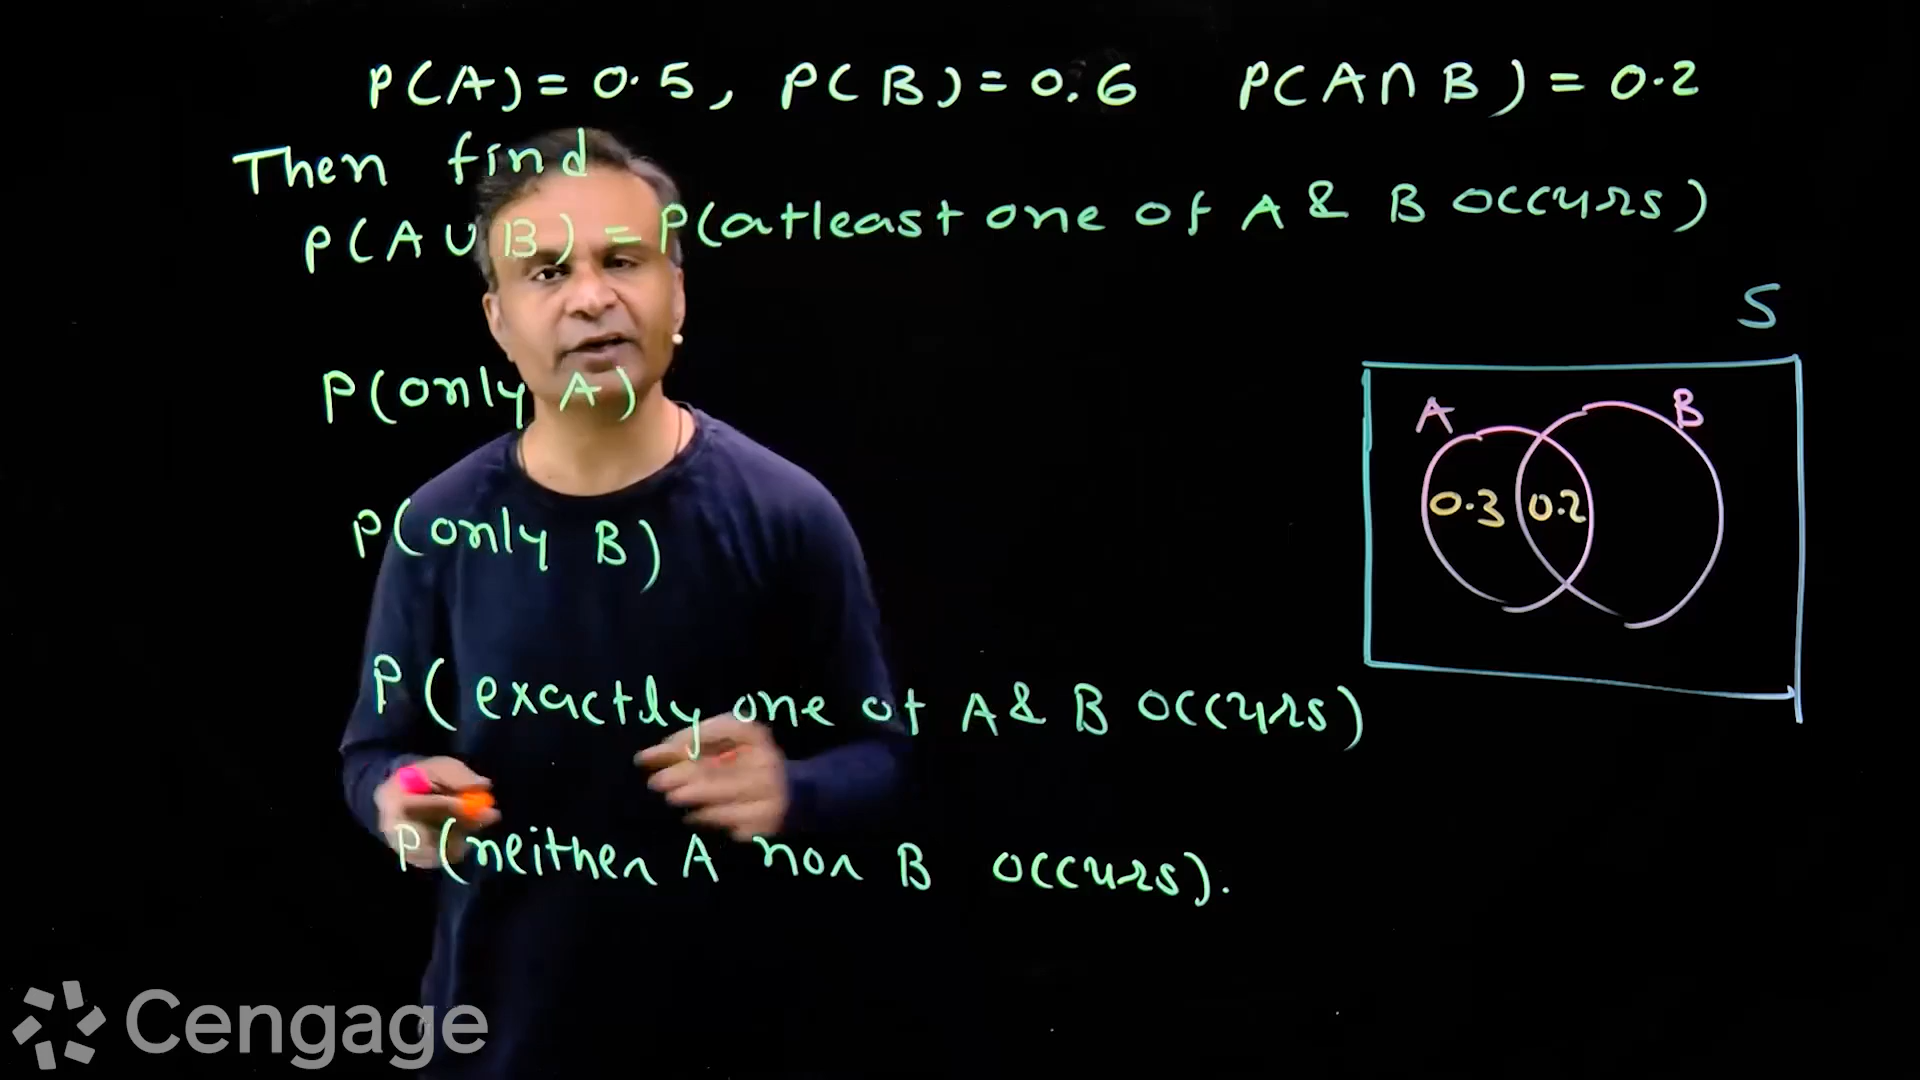 P(A) = 0.5, P(B) = 0.6 P(A∩B) = 0.2
Then find
P(A∪B) = P(atleast one of A & B occurs)
S
P(only A)
A B
0.3 0.2
P(only B)
P(exactly one of A & B occurs)
P(neither A nor B occurs).
Cengage